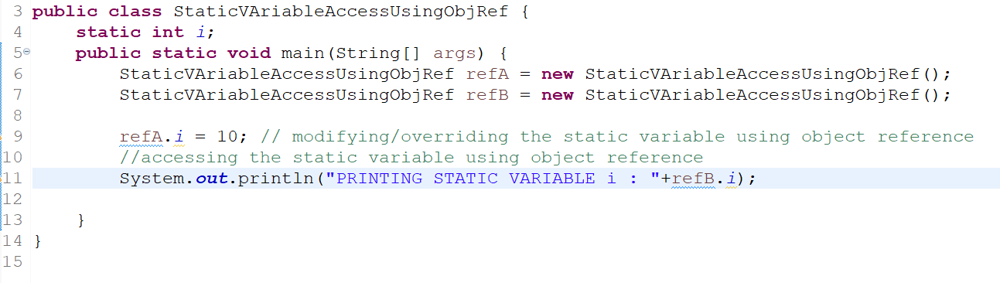 3 public class StaticVAriableAccessUsingObjRef {
4     static int i;
5     public static void main(String[] args) {
6         StaticVAriableAccessUsingObjRef refA = new StaticVAriableAccessUsingObjRef();
7         StaticVAriableAccessUsingObjRef refB = new StaticVAriableAccessUsingObjRef();
8
9         refA.i = 10; // modifying/overriding the static variable using object reference
10         //accessing the static variable using object reference
11         System.out.println("PRINTING STATIC VARIABLE i : "+refB.i);
12
13     }
14 }
15